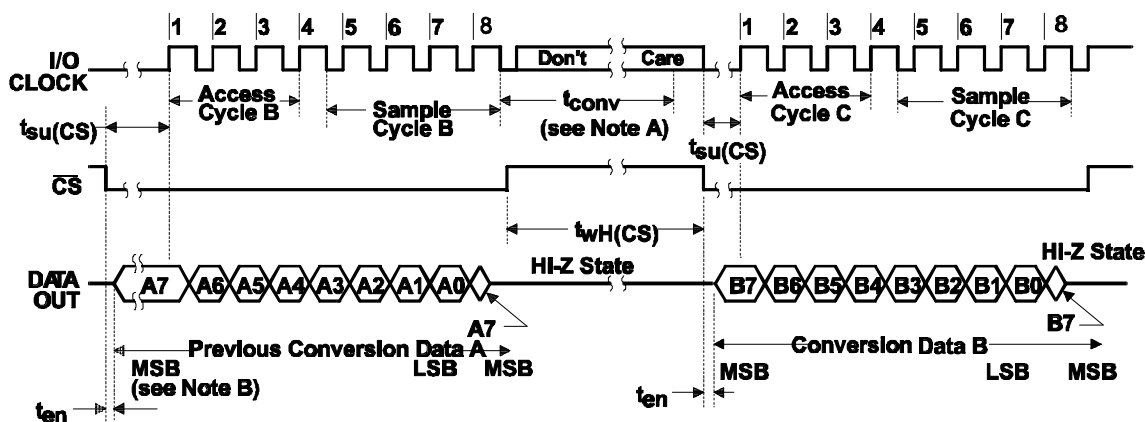 1 2 3 4 5 6 7 8 1 2 3 4 5 6 7 8
I/O
CLOCK
Don't Care
Access
Cycle B
Sample
Cycle B
tconv
(see Note A)
Access
Cycle C
Sample
Cycle C
tsu(CS)
tsu(CS)
CS
twH(CS)
HI-Z State
HI-Z State
DATA
OUT
A7 A6 A5 A4 A3 A2 A1 A0
B7 B6 B5 B4 B3 B2 B1 B0
A7
B7
Previous Conversion Data A
Conversion Data B
MSB
(see Note B)
LSB MSB
MSB LSB MSB
ten
ten